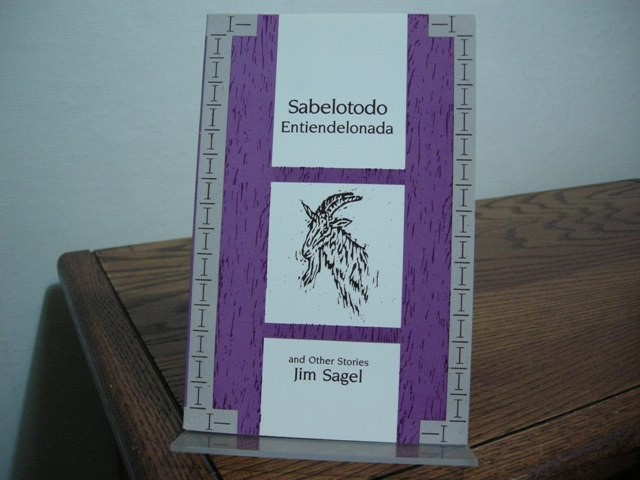 Sabelotodo
Entiendelonada
and Other Stories
Jim Sagel